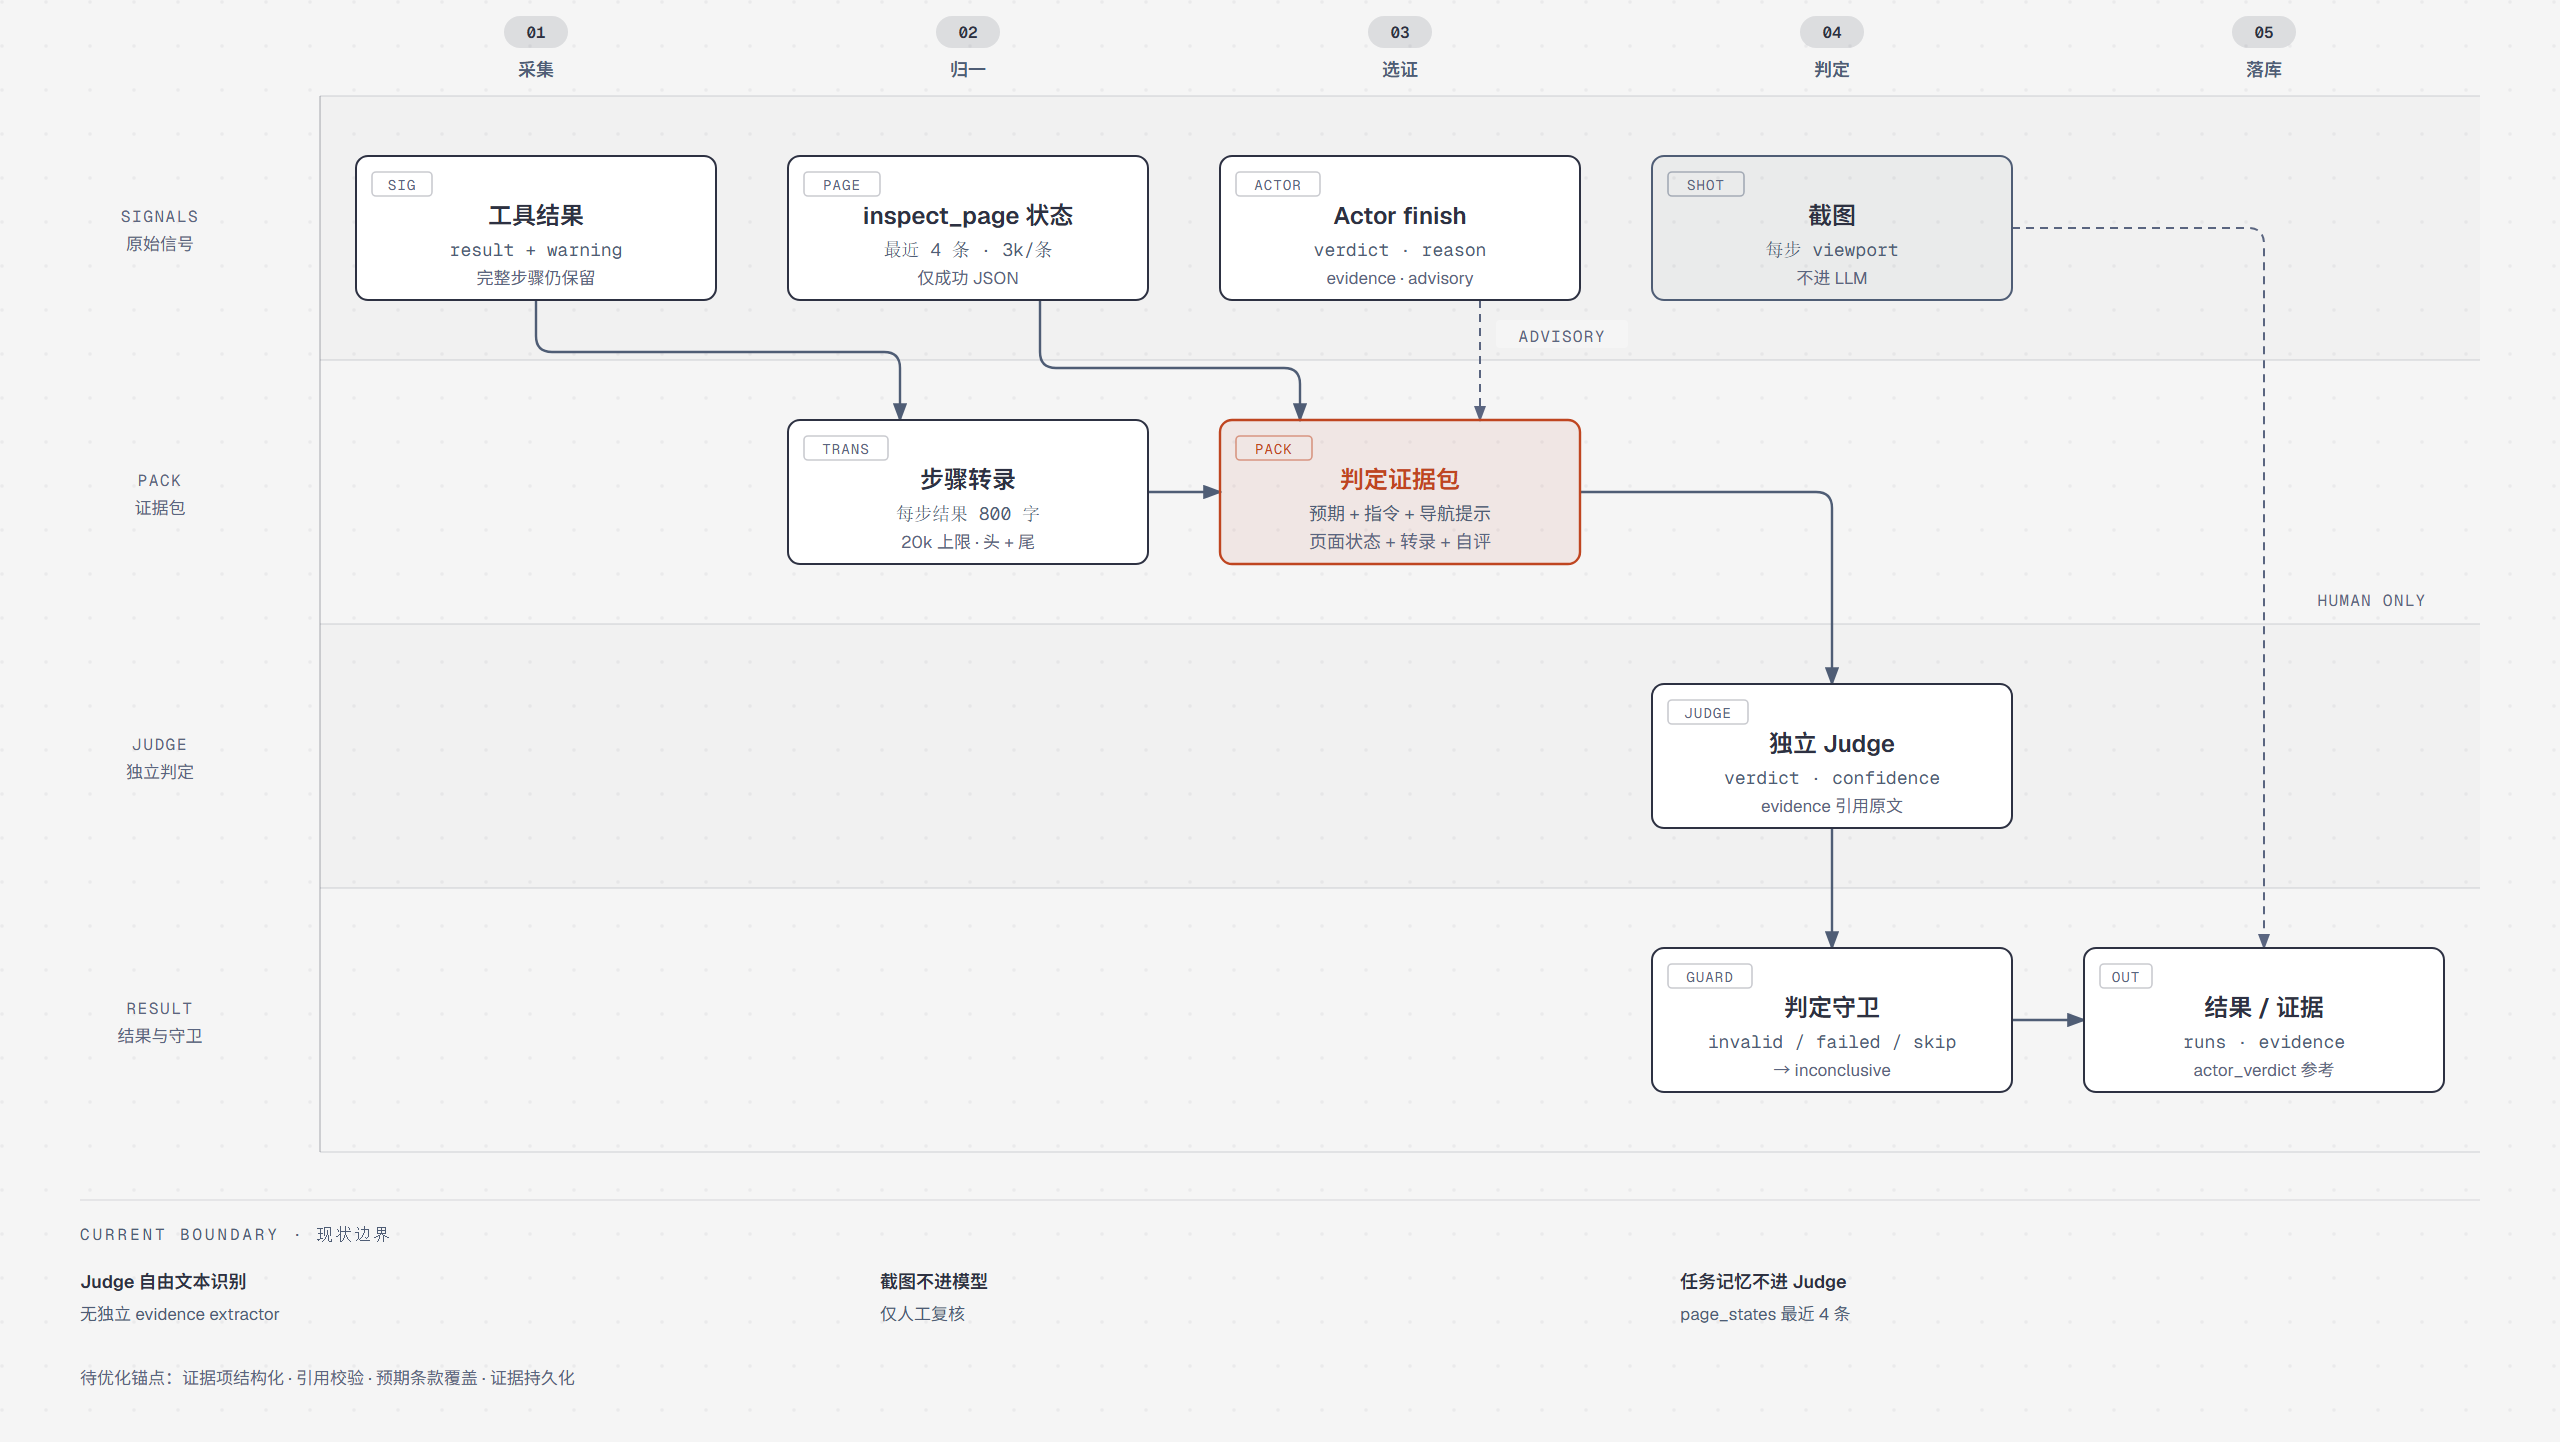 01
采集
02
归一
03
选证
04
判定
05
落库
SIGNALS
原始信号
SIG
工具结果
result + warning
完整步骤仍保留
PAGE
inspect_page 状态
最近 4 条 · 3k/条
仅成功 JSON
ACTOR
Actor finish
verdict · reason
evidence · advisory
SHOT
截图
每步 viewport
不进 LLM
ADVISORY
PACK
证据包
TRANS
步骤转录
每步结果 800 字
20k 上限 · 头 + 尾
PACK
判定证据包
预期 + 指令 + 导航提示
页面状态 + 转录 + 自评
HUMAN ONLY
JUDGE
独立判定
JUDGE
独立 Judge
verdict · confidence
evidence 引用原文
RESULT
结果与守卫
GUARD
判定守卫
invalid / failed / skip
→ inconclusive
OUT
结果 / 证据
runs · evidence
actor_verdict 参考
CURRENT BOUNDARY · 现状边界
Judge 自由文本识别
无独立 evidence extractor
截图不进模型
仅人工复核
任务记忆不进 Judge
page_states 最近 4 条
待优化锚点：证据项结构化 · 引用校验 · 预期条款覆盖 · 证据持久化